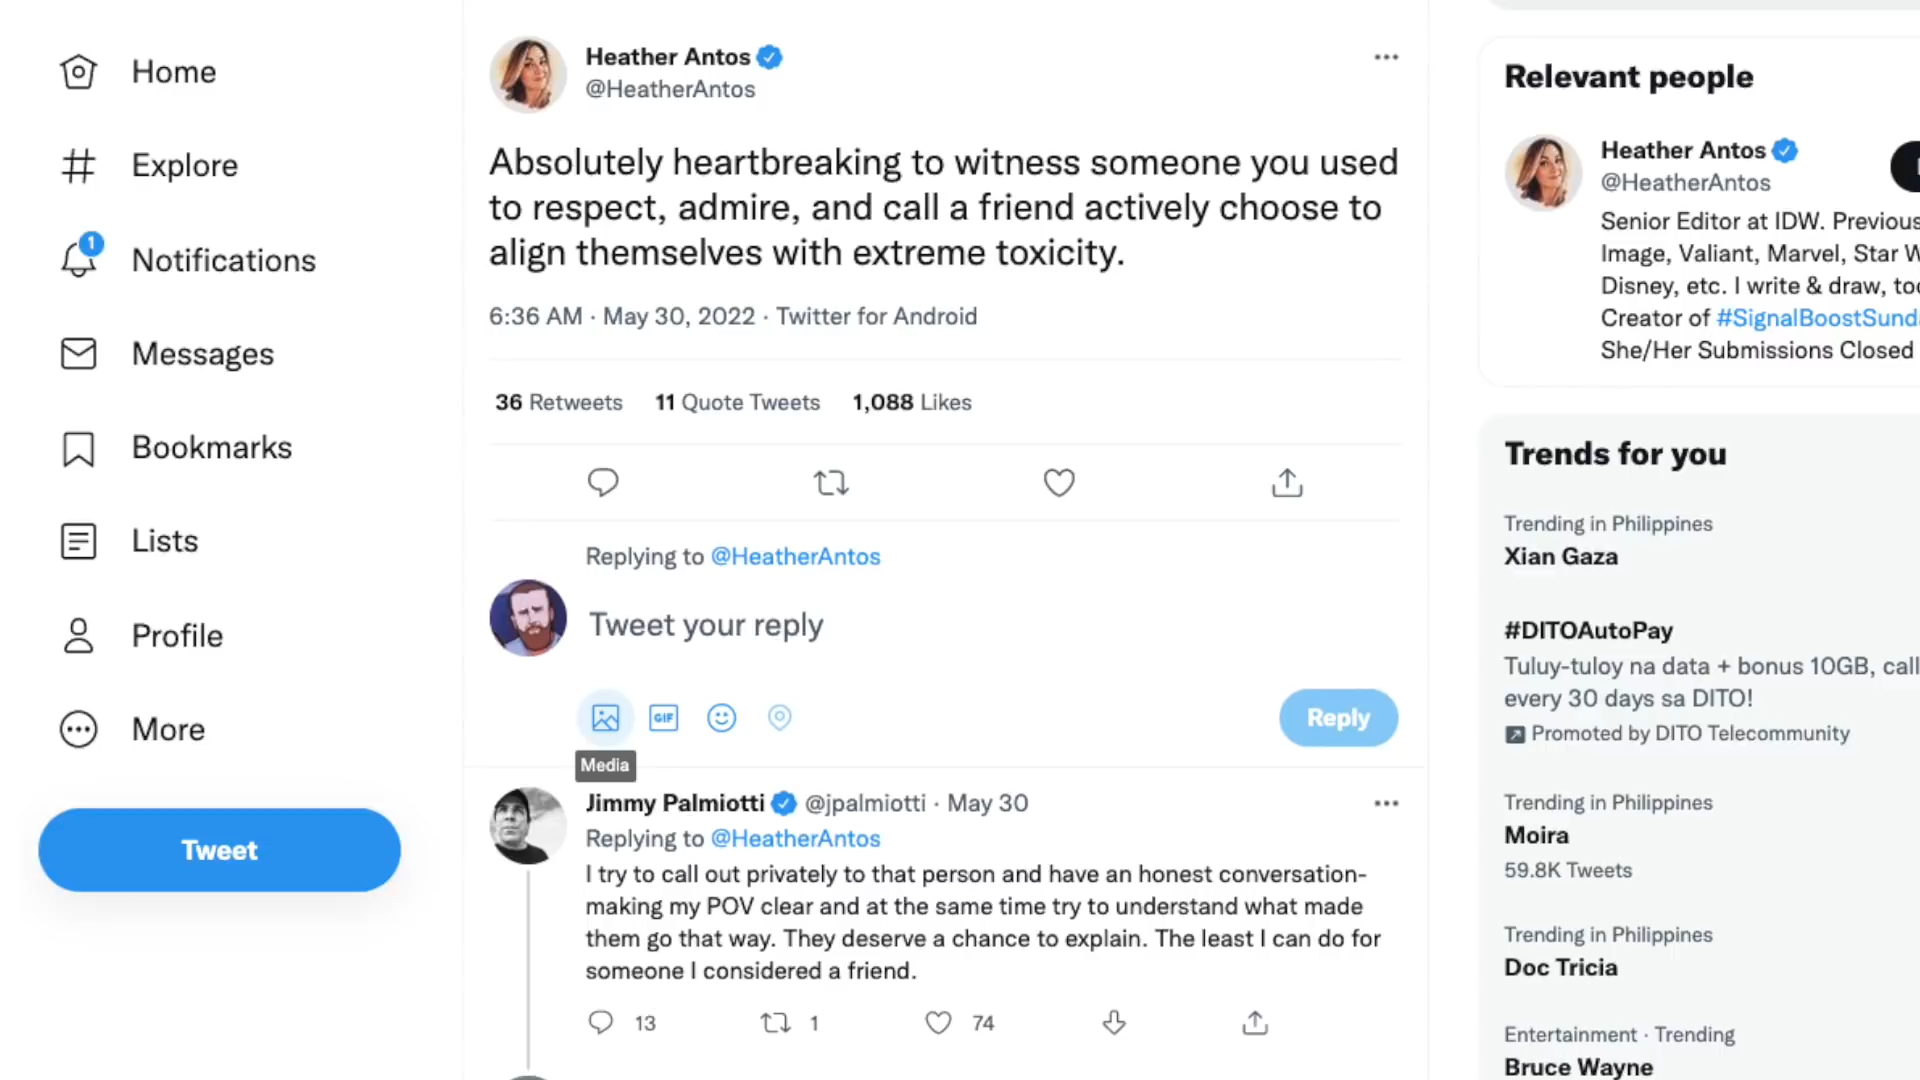 Home
Explore
1
Notifications
Messages
Bookmarks
Lists
Profile
More
Tweet
Heather Antos
@HeatherAntos
Absolutely heartbreaking to witness someone you used
to respect, admire, and call a friend actively choose to
align themselves with extreme toxicity.
6:36 AM · May 30, 2022 · Twitter for Android
36 Retweets 11 Quote Tweets 1,088 Likes
Replying to @HeatherAntos
Tweet your reply
GIF
Reply
Media
Jimmy Palmiotti @jpalmiotti · May 30
Replying to @HeatherAntos
I try to call out privately to that person and have an honest conversation-
making my POV clear and at the same time try to understand what made
them go that way. They deserve a chance to explain. The least I can do for
someone I considered a friend.
13 1 74
Relevant people
Heather Antos
@HeatherAntos
Senior Editor at IDW. Previous
Image, Valiant, Marvel, Star W
Disney, etc. I write & draw, too
Creator of #SignalBoostSunda
She/Her Submissions Closed
Trends for you
Trending in Philippines
Xian Gaza
#DITOAutoPay
Tuluy-tuloy na data + bonus 10GB, call
every 30 days sa DITO!
Promoted by DITO Telecommunity
Trending in Philippines
Moira
59.8K Tweets
Trending in Philippines
Doc Tricia
Entertainment · Trending
Bruce Wayne